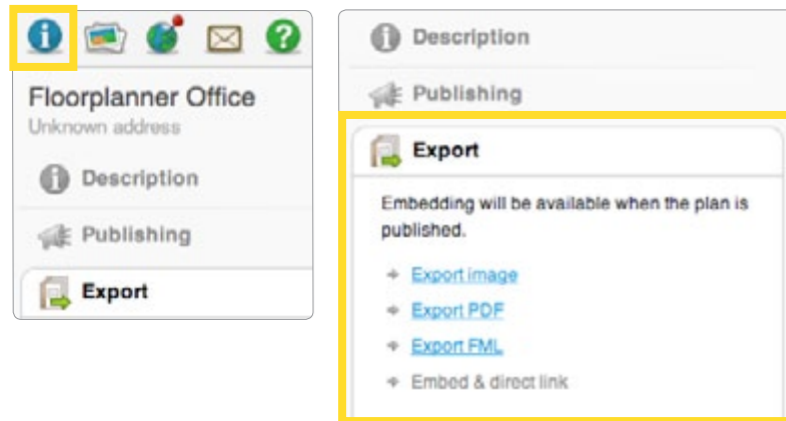 Floorplanner Office
Unknown address
Description
Publishing
Export
Description
Publishing
Export
Embedding will be available when the plan is
published.
Export image
Export PDF
Export FML
Embed & direct link